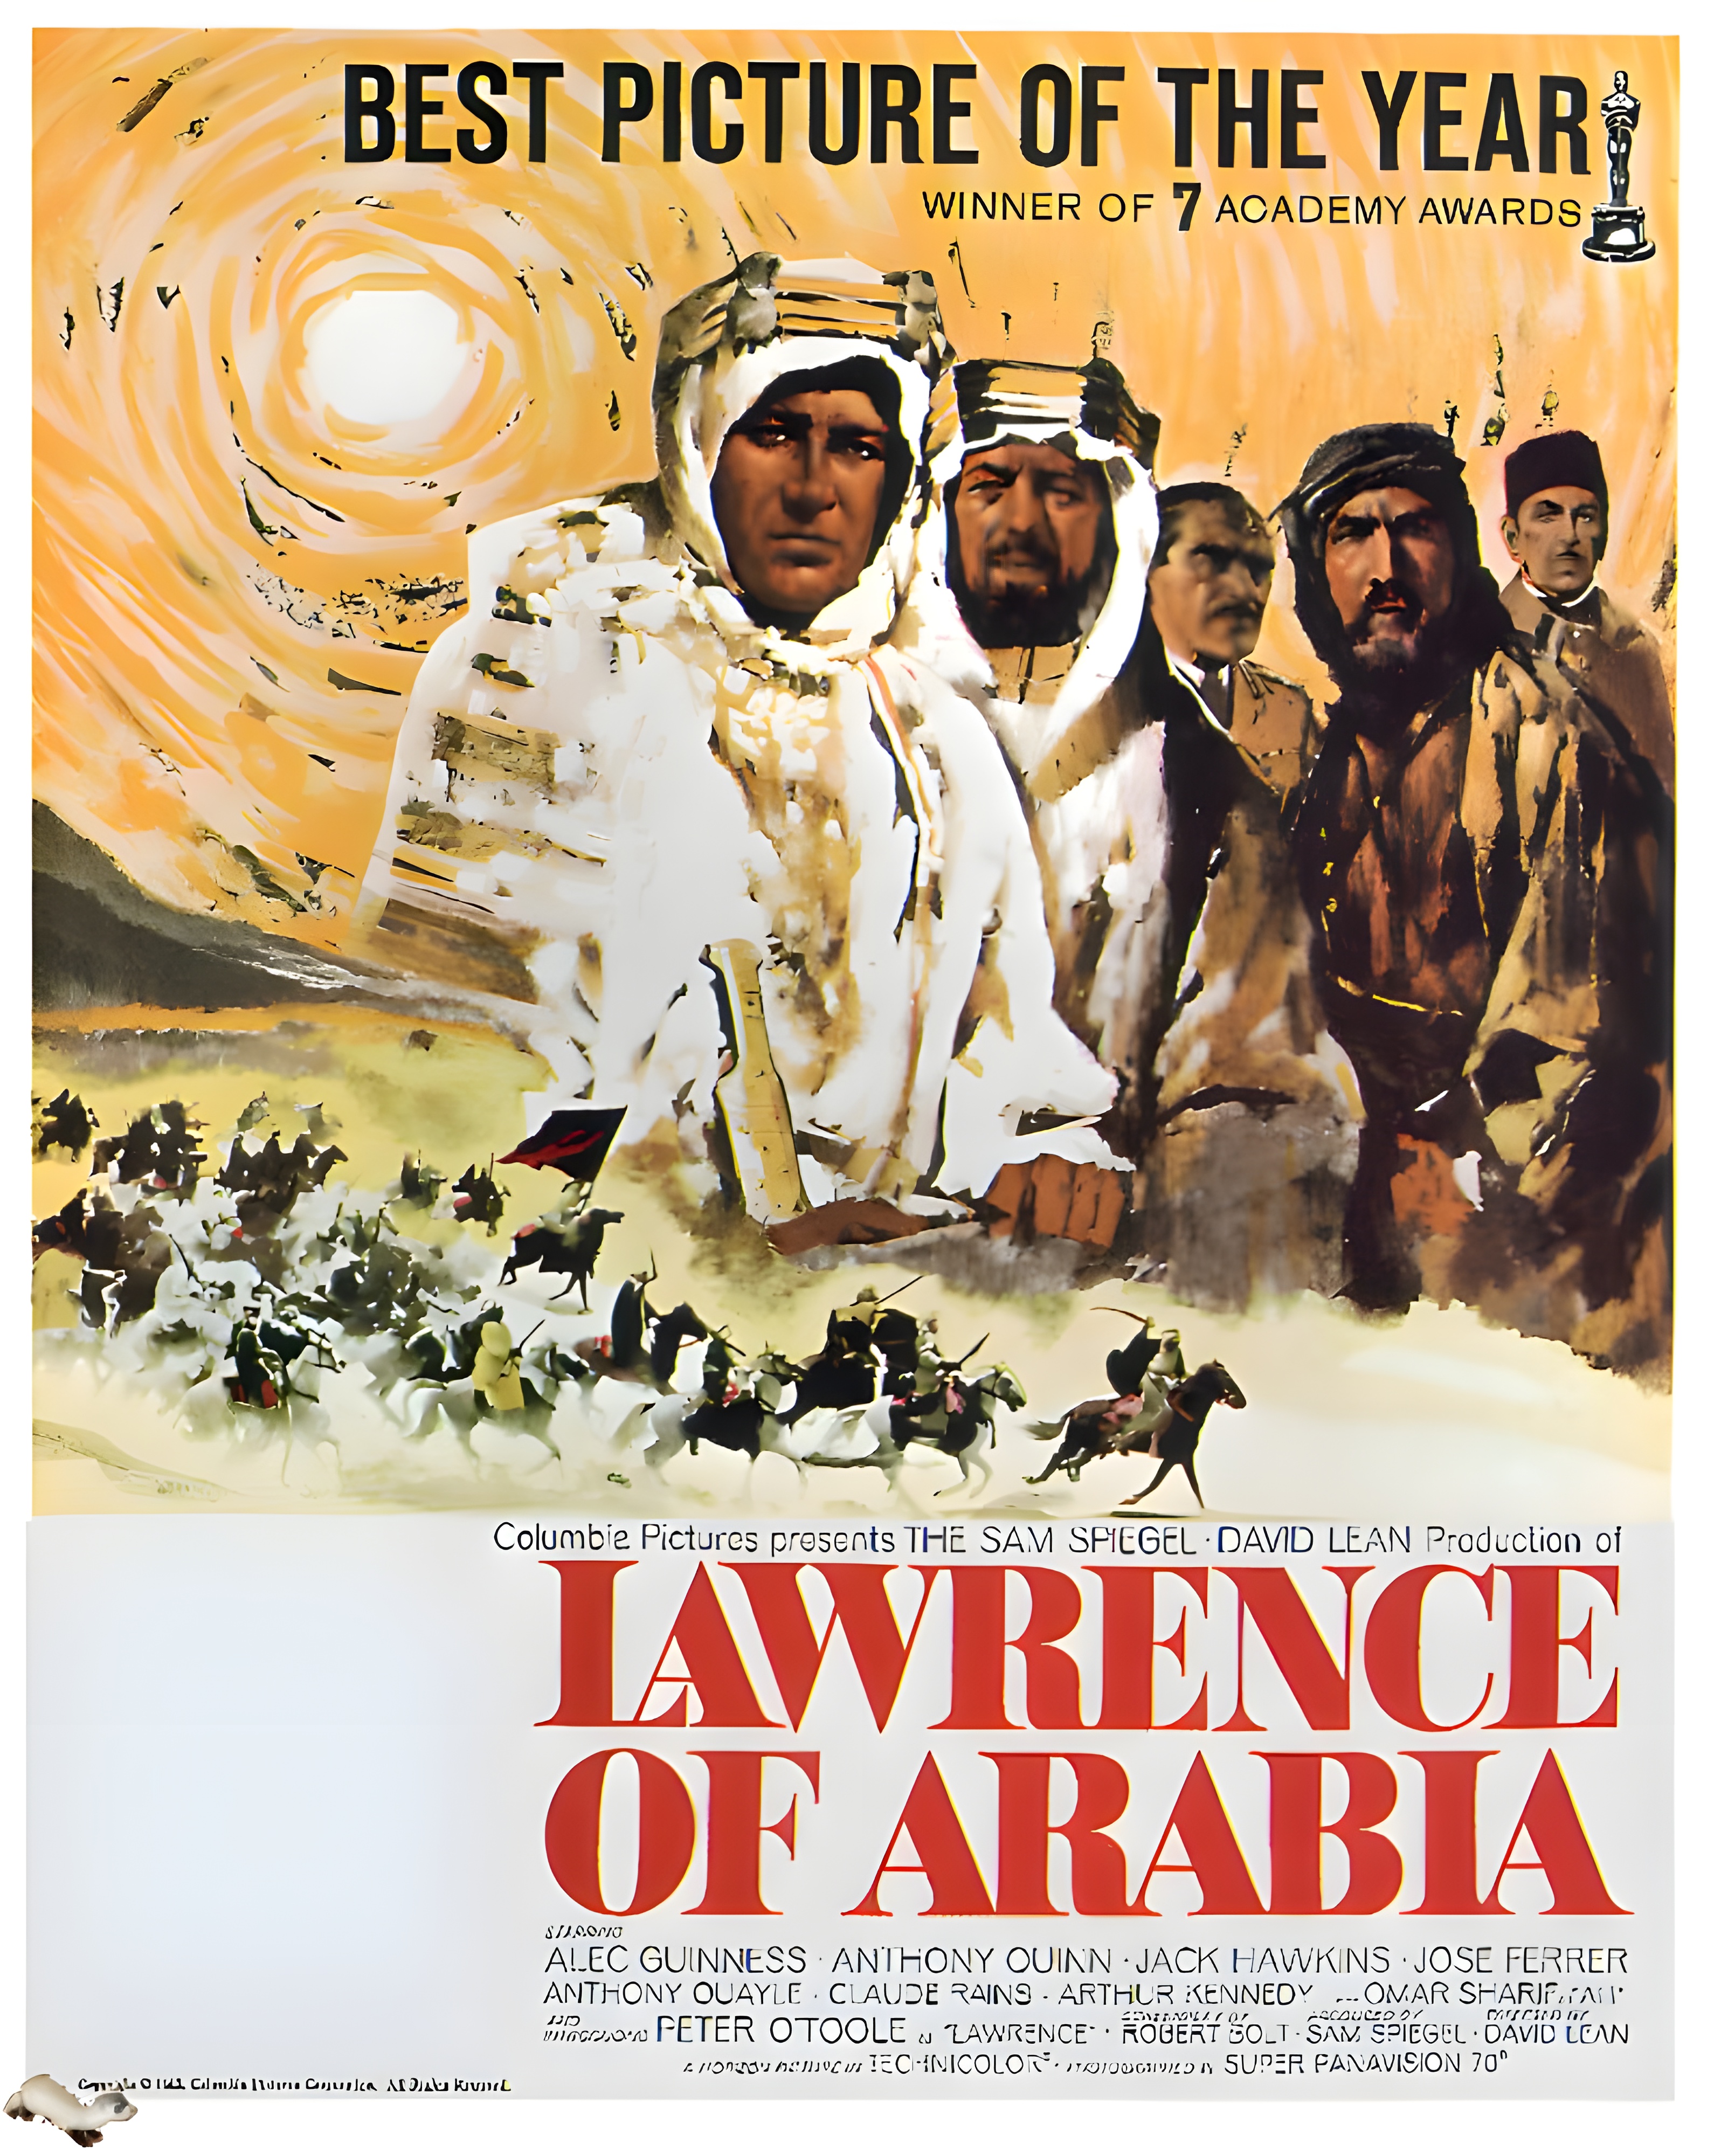 BEST PICTURE OF THE YEAR
WINNER OF 7 ACADEMY AWARDS
Columbia Pictures presents THE SAM SPIEGEL · DAVID LEAN Production of
LAWRENCE
OF ARABIA
STARRING
ALEC GUINNESS · ANTHONY QUINN · JACK HAWKINS · JOSE FERRER
ANTHONY QUAYLE · CLAUDE RAINS · ARTHUR KENNEDY OMAR SHARIF
PETER O'TOOLE "LAWRENCE" · ROBERT BOLT · SAM SPIEGEL · DAVID LEAN
TECHNICOLOR® · SUPER PANAVISION 70®